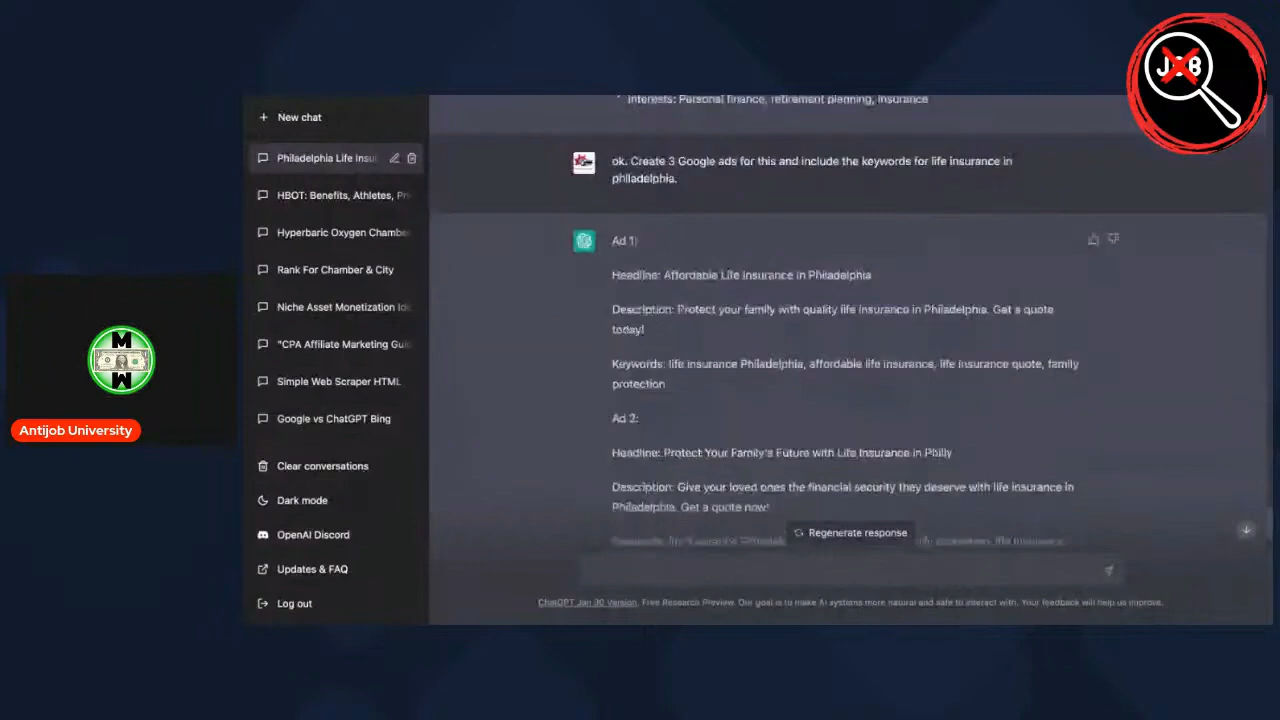 JOB
New chat
Philadelphia Life Insu
HBOT: Benefits, Athletes, Pr
Hyperbaric Oxygen Chambe
Rank For Chamber & City
Niche Asset Monetization Id
"CPA Affiliate Marketing Gui
Simple Web Scraper HTML
Google vs ChatGPT Bing
Clear conversations
Dark mode
OpenAI Discord
Updates & FAQ
Log out
Interests: Personal finance, retirement planning, insurance
ok. Create 3 Google ads for this and include the keywords for life insurance in
philadelphia.
Ad 1:
Headline: Affordable Life Insurance in Philadelphia
Description: Protect your family with quality life insurance in Philadelphia. Get a quote
today!
Keywords: life insurance Philadelphia, affordable life insurance, life insurance quote, family
protection
Ad 2:
Headline: Protect Your Family's Future with Life Insurance in Philly
Description: Give your loved ones the financial security they deserve with life insurance in
Philadelphia. Get a quote now!
Regenerate response
ChatGPT Jan 30 Version. Free Research Preview. Our goal is to make AI systems more natural and safe to interact with. Your feedback will help us improve.
M
M
Antijob University